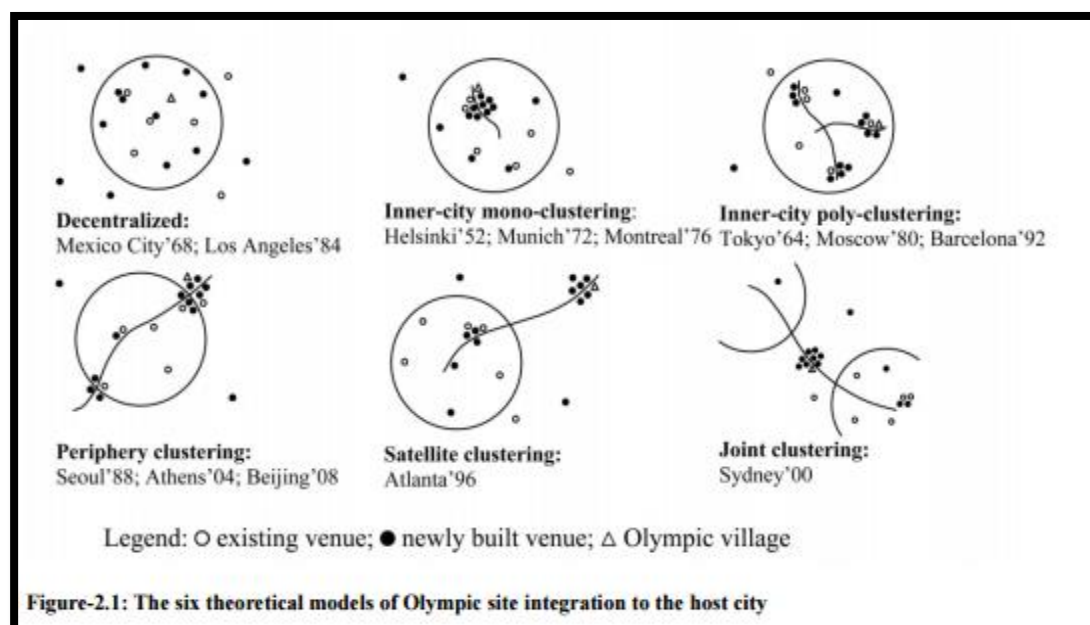 Decentralized:
Mexico City’68; Los Angeles’84
Inner-city mono-clustering:
Helsinki’52; Munich’72; Montreal’76
Inner-city poly-clustering:
Tokyo’64; Moscow’80; Barcelona’92
Periphery clustering:
Seoul’88; Athens’04; Beijing’08
Satellite clustering:
Atlanta’96
Joint clustering:
Sydney’00
Legend: ○ existing venue; ● newly built venue; △ Olympic village
Figure-2.1: The six theoretical models of Olympic site integration to the host city